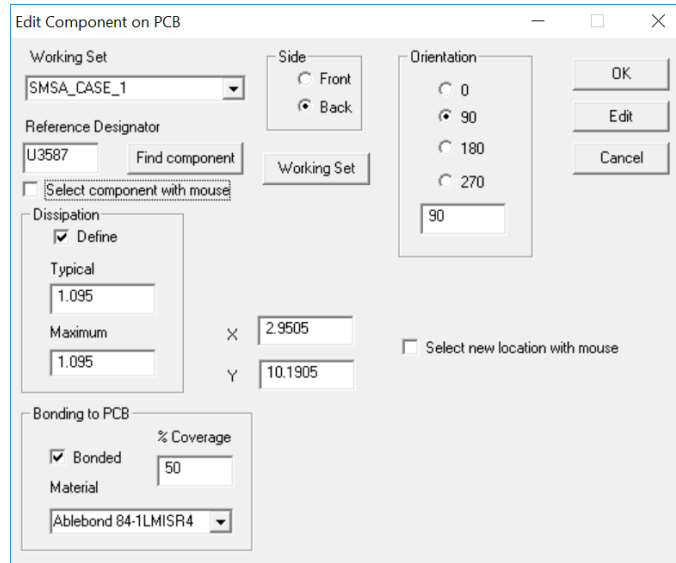 Edit Component on PCB
Working Set
SMSA_CASE_1
Reference Designator
U3587
Find component
Select component with mouse
Side
Front
Back
Working Set
Orientation
0
90
180
270
90
OK
Edit
Cancel
Dissipation
Define
Typical
1.095
Maximum
1.095
X
2.9505
Y
10.1905
Select new location with mouse
Bonding to PCB
% Coverage
Bonded
50
Material
Ablebond 84-1LMISR4